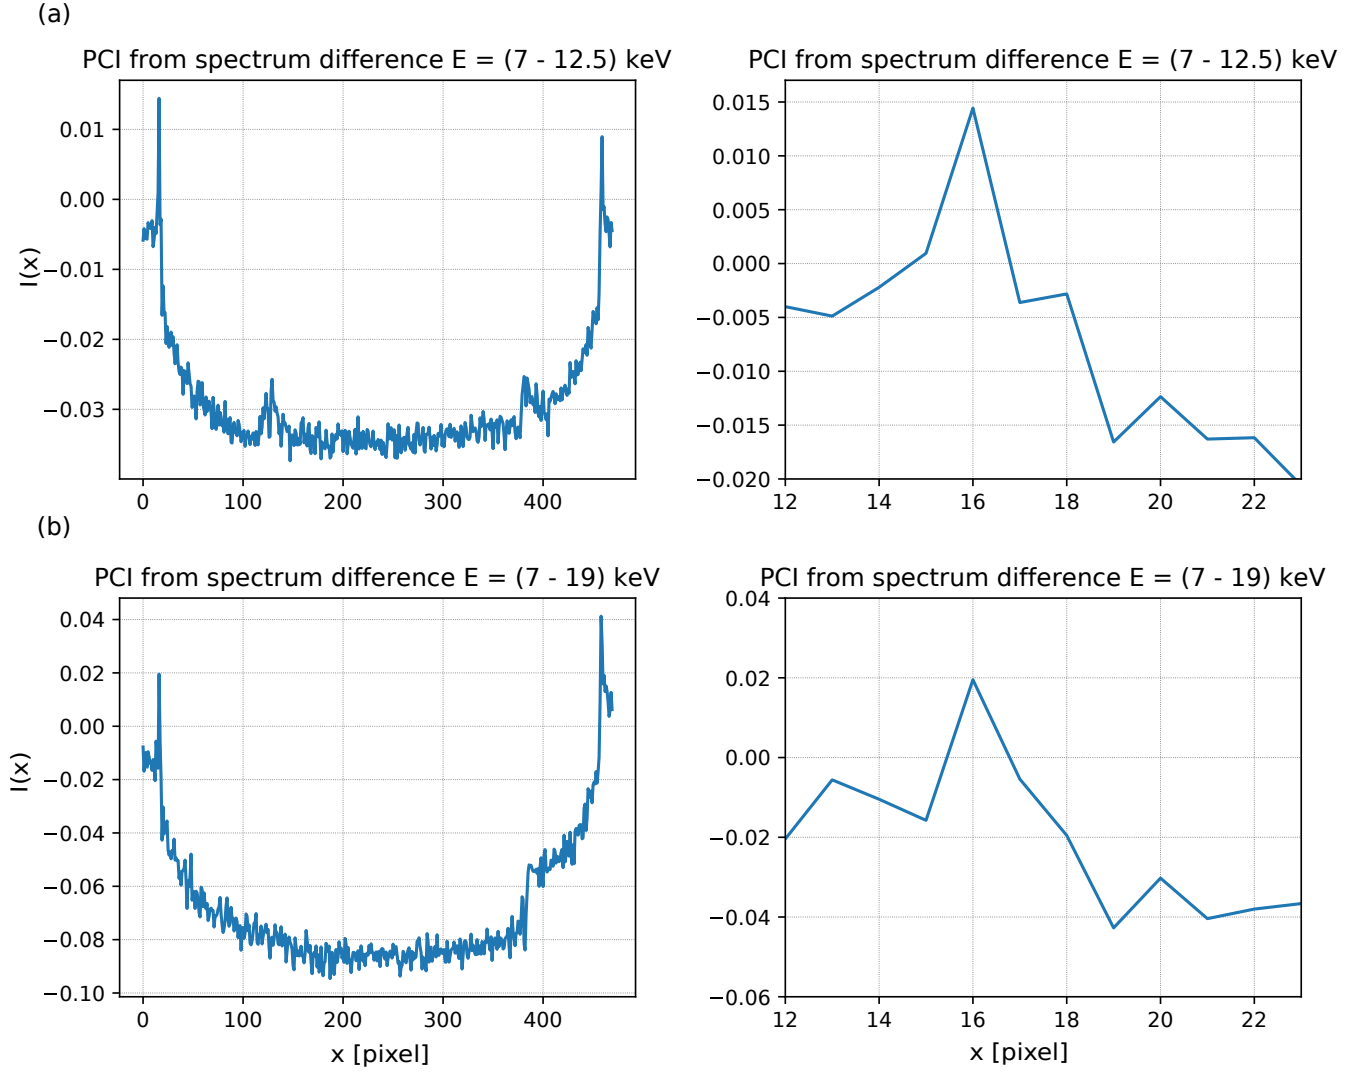 (a)
PCI from spectrum difference E = (7 - 12.5) keV
PCI from spectrum difference E = (7 - 12.5) keV
0.01
0.00
−0.01
−0.02
−0.03
I(x)
0 100 200 300 400
0.015
0.010
0.005
0.000
−0.005
−0.010
−0.015
−0.020
12 14 16 18 20 22
(b)
PCI from spectrum difference E = (7 - 19) keV
PCI from spectrum difference E = (7 - 19) keV
0.04
0.02
0.00
−0.02
−0.04
−0.06
−0.08
−0.10
I(x)
0 100 200 300 400
x [pixel]
0.04
0.02
0.00
−0.02
−0.04
−0.06
12 14 16 18 20 22
x [pixel]